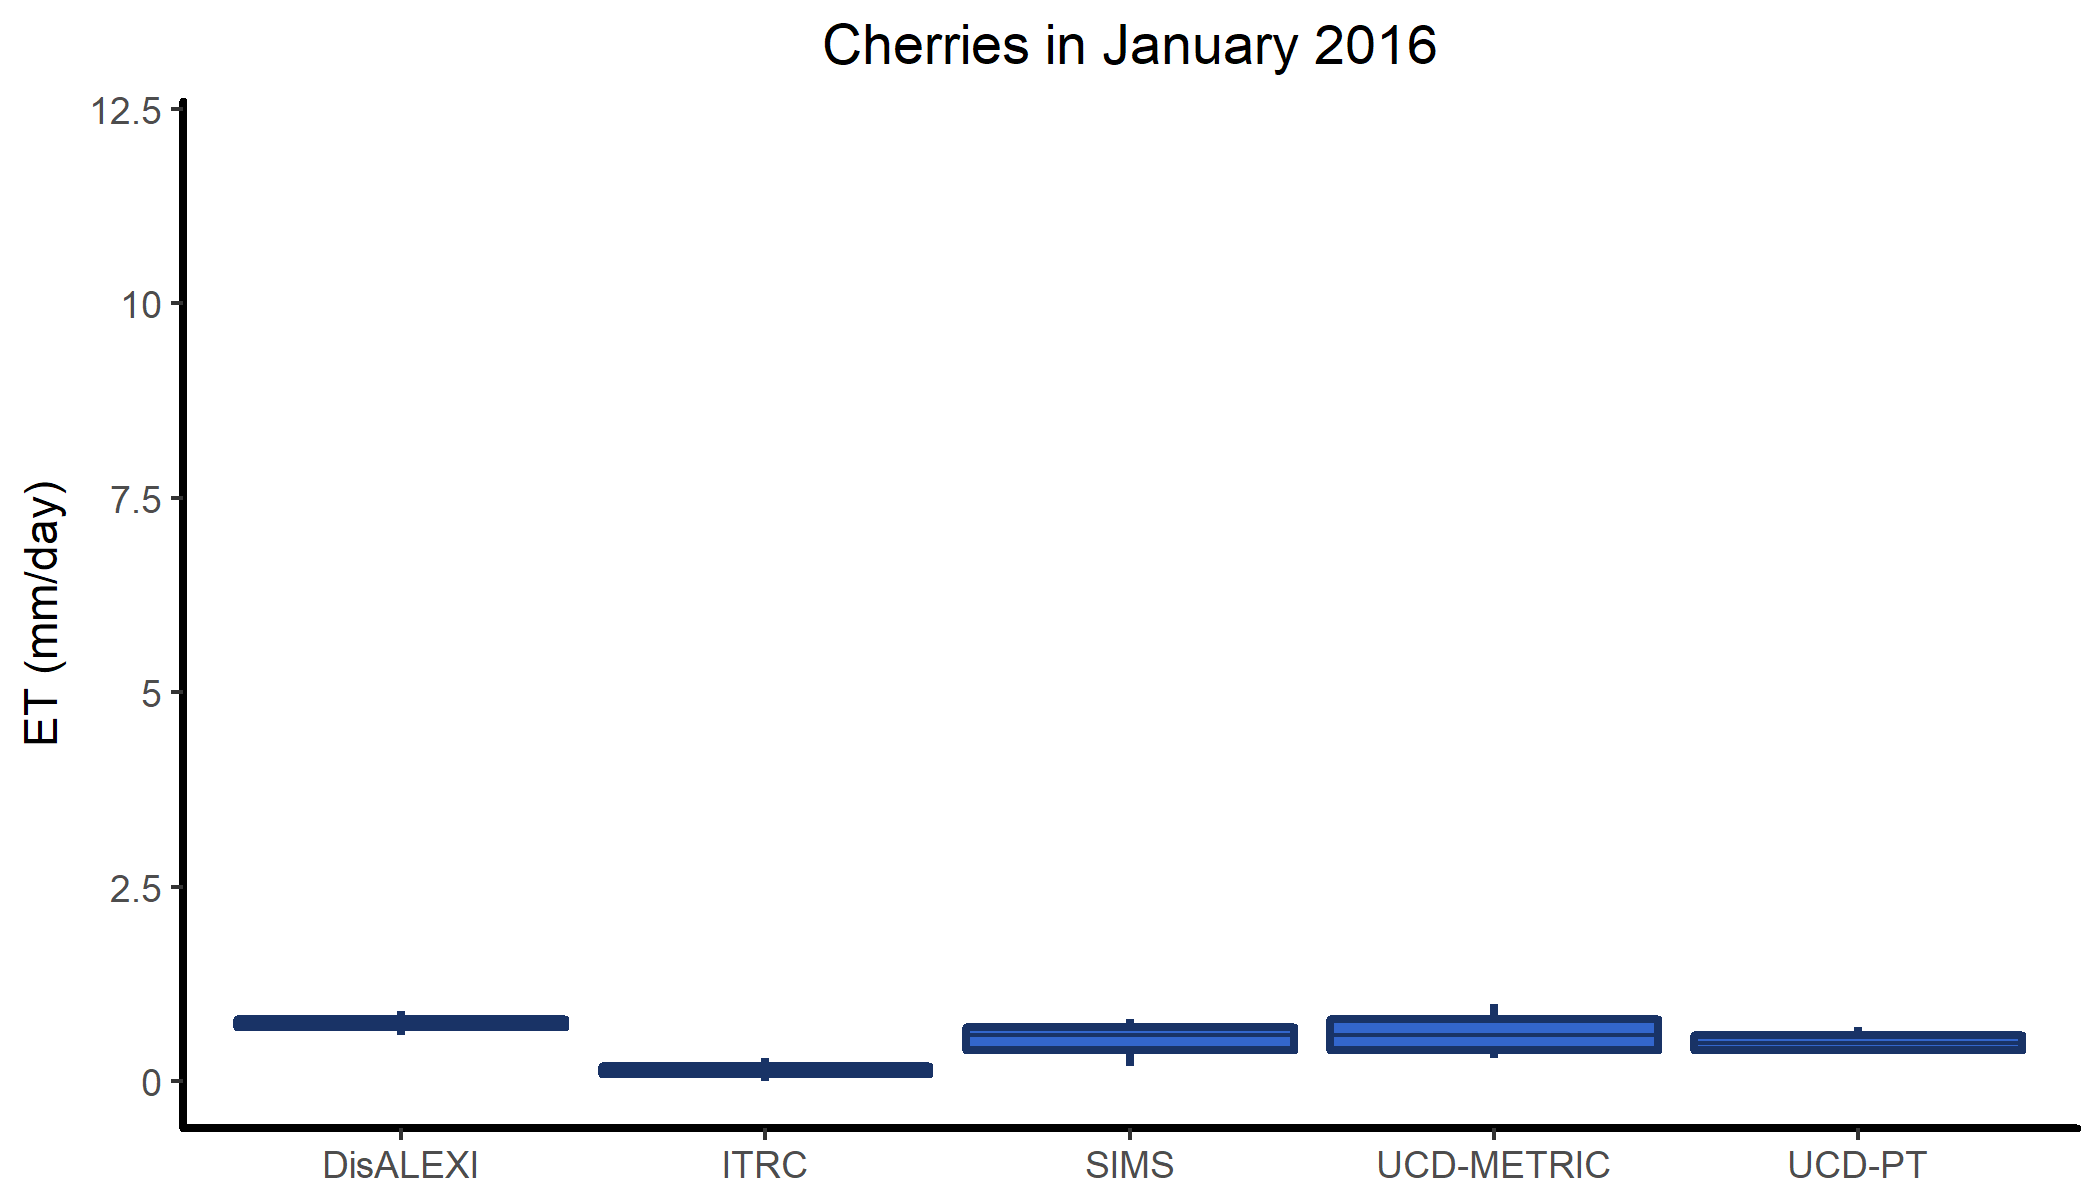 Cherries in January 2016
12.5
10
7.5
5
2.5
0
ET (mm/day)
DisALEXI ITRC SIMS UCD-METRIC UCD-PT